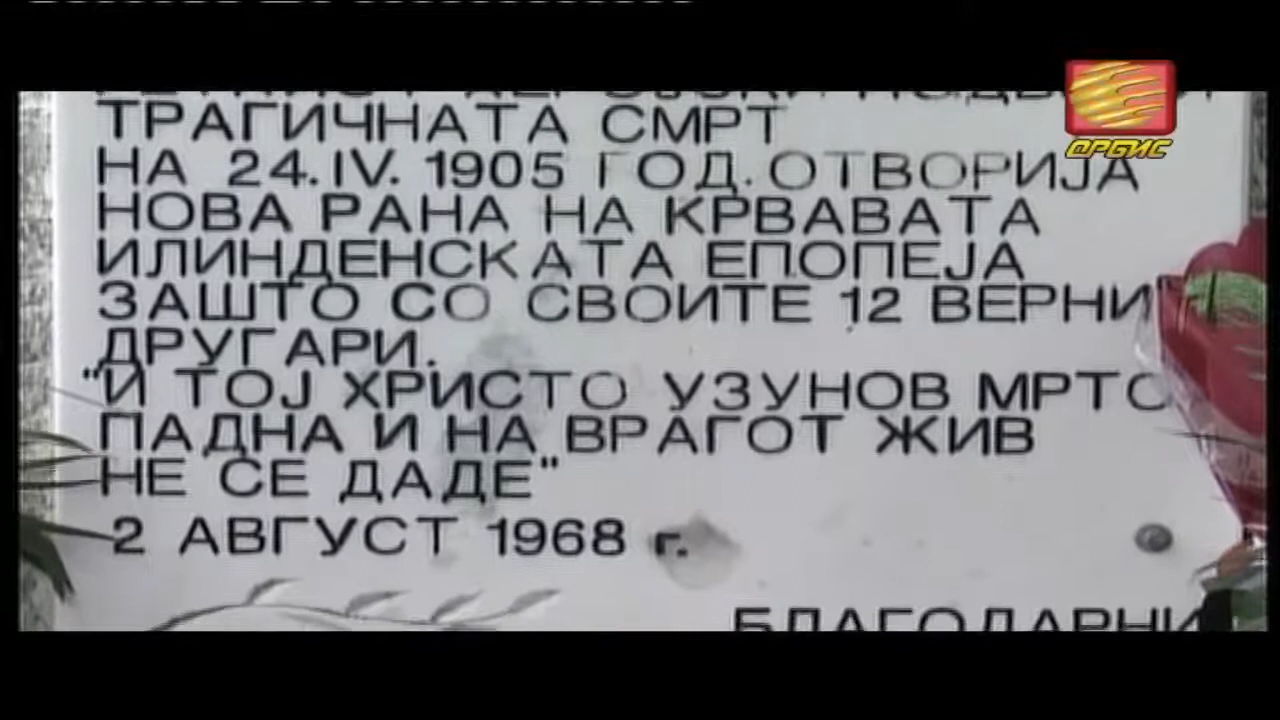 ОРБИС
ТРАГИЧНАТА СМРТ
НА 24.IV. 1905 ГОД. ОТВОРИЈА
НОВА РАНА НА КРВАВАТА
ИЛИНДЕНСКАТА ЕПОПЕЈА
ЗАШТО СО СВОИТЕ 12 ВЕРНИ
ДРУГАРИ.
"И ТОЈ ХРИСТО УЗУНОВ МРТО
ПАДНА И НА ВРАГОТ ЖИВ
НЕ СЕ ДАДЕ"
2 АВГУСТ 1968 г.
БЛАГОДАРНИ